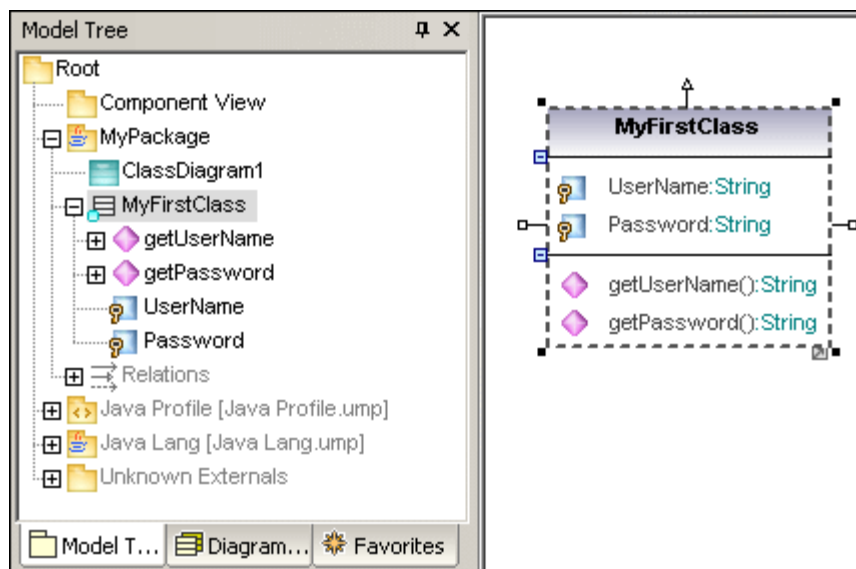 Model Tree
Root
Component View
MyPackage
ClassDiagram1
MyFirstClass
getUserName
getPassword
UserName
Password
Relations
Java Profile [Java Profile.ump]
Java Lang [Java Lang.ump]
Unknown Externals
Model T... Diagram... Favorites
MyFirstClass
UserName:String
Password:String
getUserName():String
getPassword():String